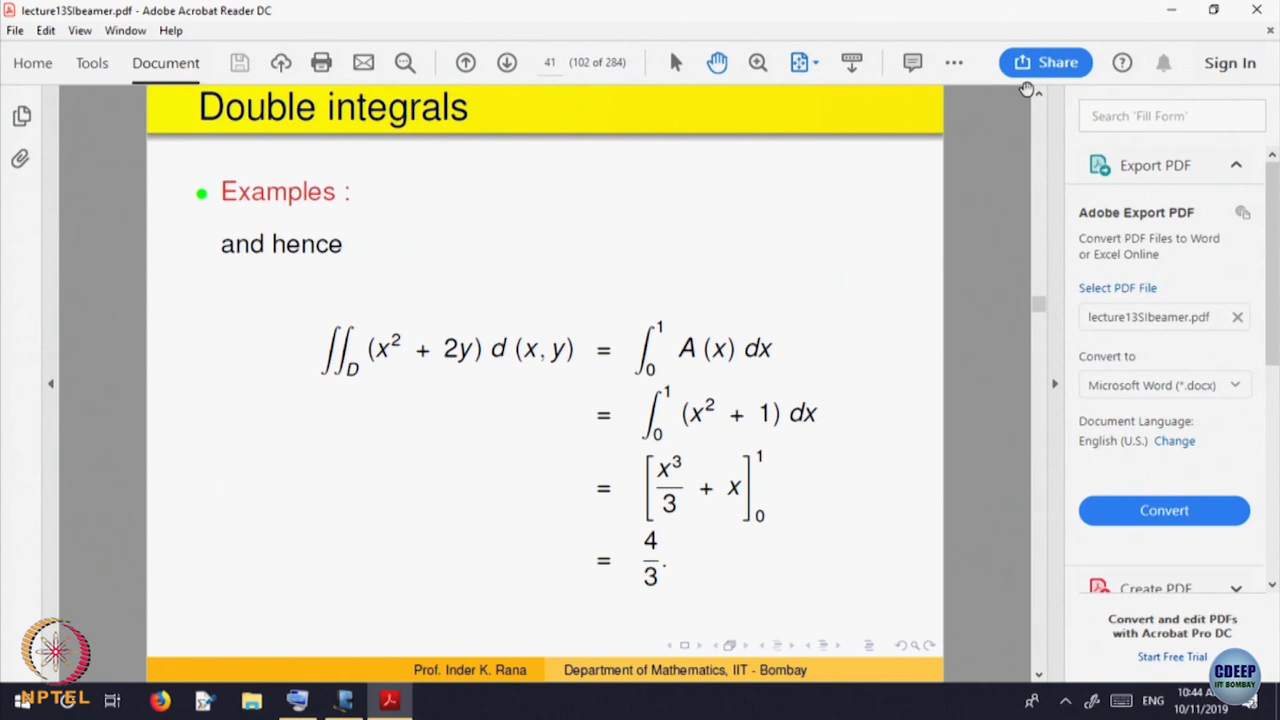 lecture13SIbeamer.pdf - Adobe Acrobat Reader DC
File Edit View Window Help
Home Tools Document 41 (102 of 284) Share Sign In
Double integrals
Examples :
and hence
∬_D (x² + 2y) d (x, y) = ∫₀¹ A (x) dx
= ∫₀¹ (x² + 1) dx
= [x³/3 + x]₀¹
= 4/3.
Prof. Inder K. Rana Department of Mathematics, IIT - Bombay
Search 'Fill Form'
Export PDF
Adobe Export PDF
Convert PDF Files to Word
or Excel Online
Select PDF File
lecture13SIbeamer.pdf
Convert to
Microsoft Word (*.docx)
Document Language:
English (U.S.) Change
Convert
Create PDF
Convert and edit PDFs
with Acrobat Pro DC
Start Free Trial
NPTEL
CDEEP
IIT BOMBAY
ENG
10:44
10/11/2019